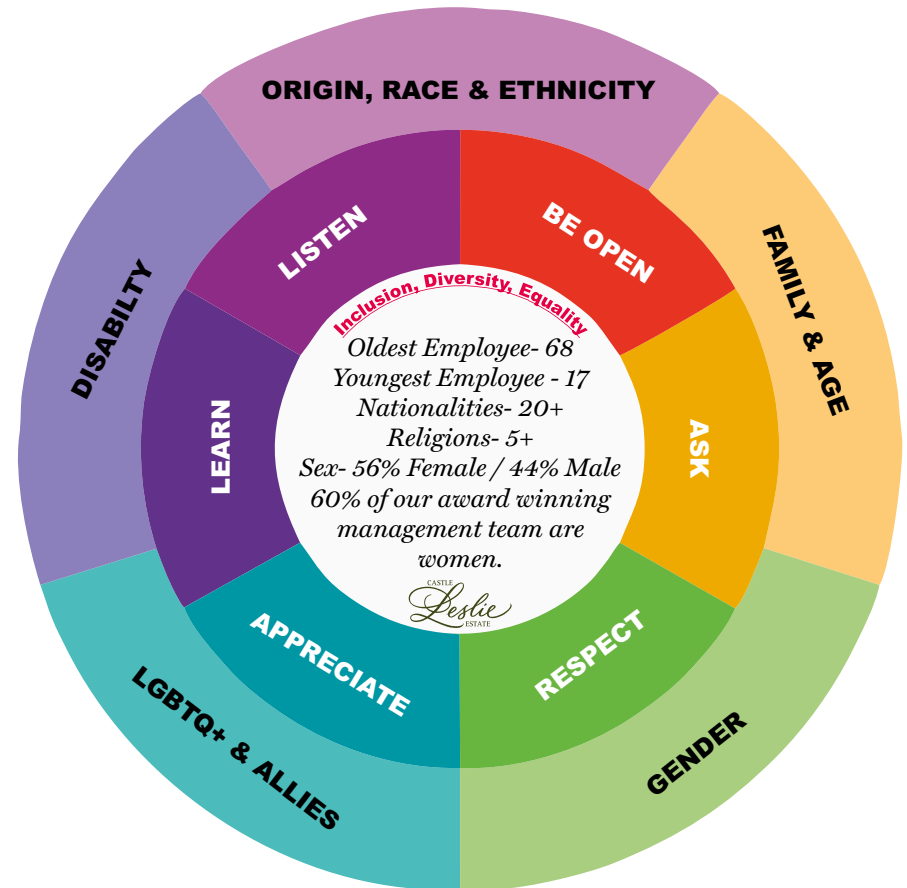 ORIGIN, RACE & ETHNICITY
FAMILY & AGE
GENDER
LGBTQ+ & ALLIES
DISABILTY
LISTEN
BE OPEN
ASK
RESPECT
APPRECIATE
LEARN
Inclusion, Diversity, Equality
Oldest Employee- 68
Youngest Employee - 17
Nationalities- 20+
Religions- 5+
Sex- 56% Female / 44% Male
60% of our award winning
management team are
women.
CASTLE
Leslie
ESTATE